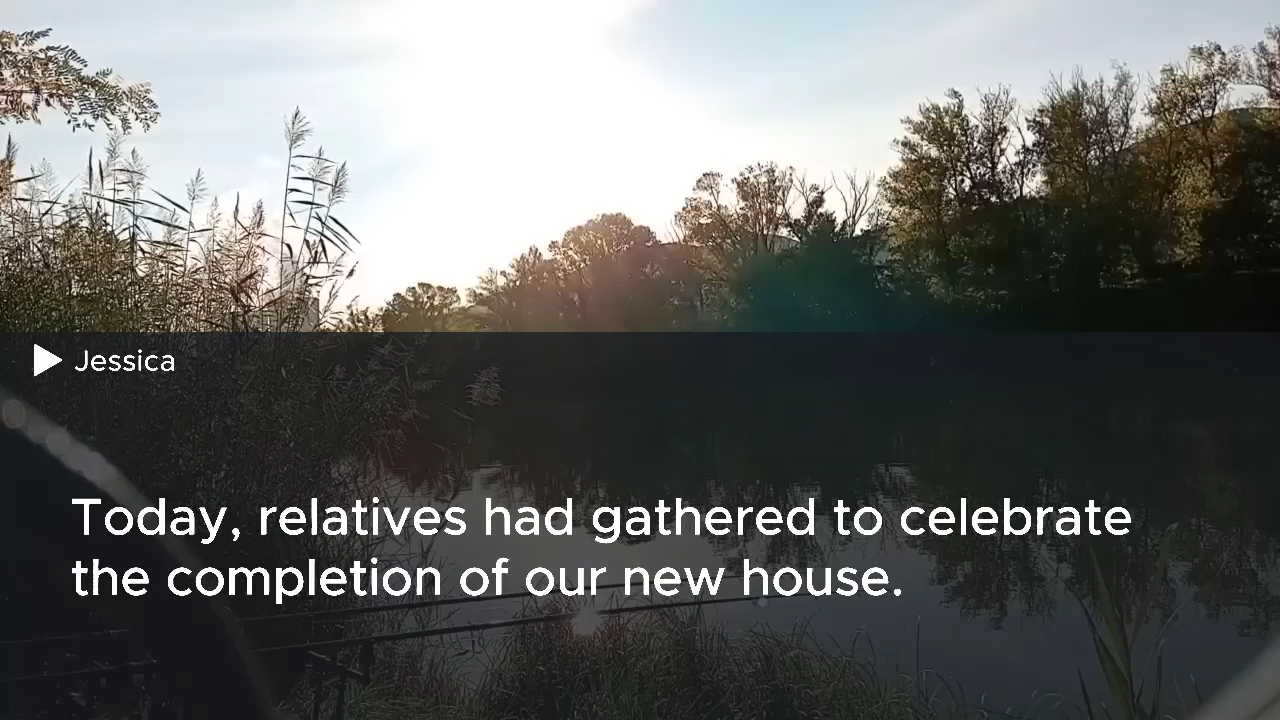 Jessica
Today, relatives had gathered to celebrate
the completion of our new house.